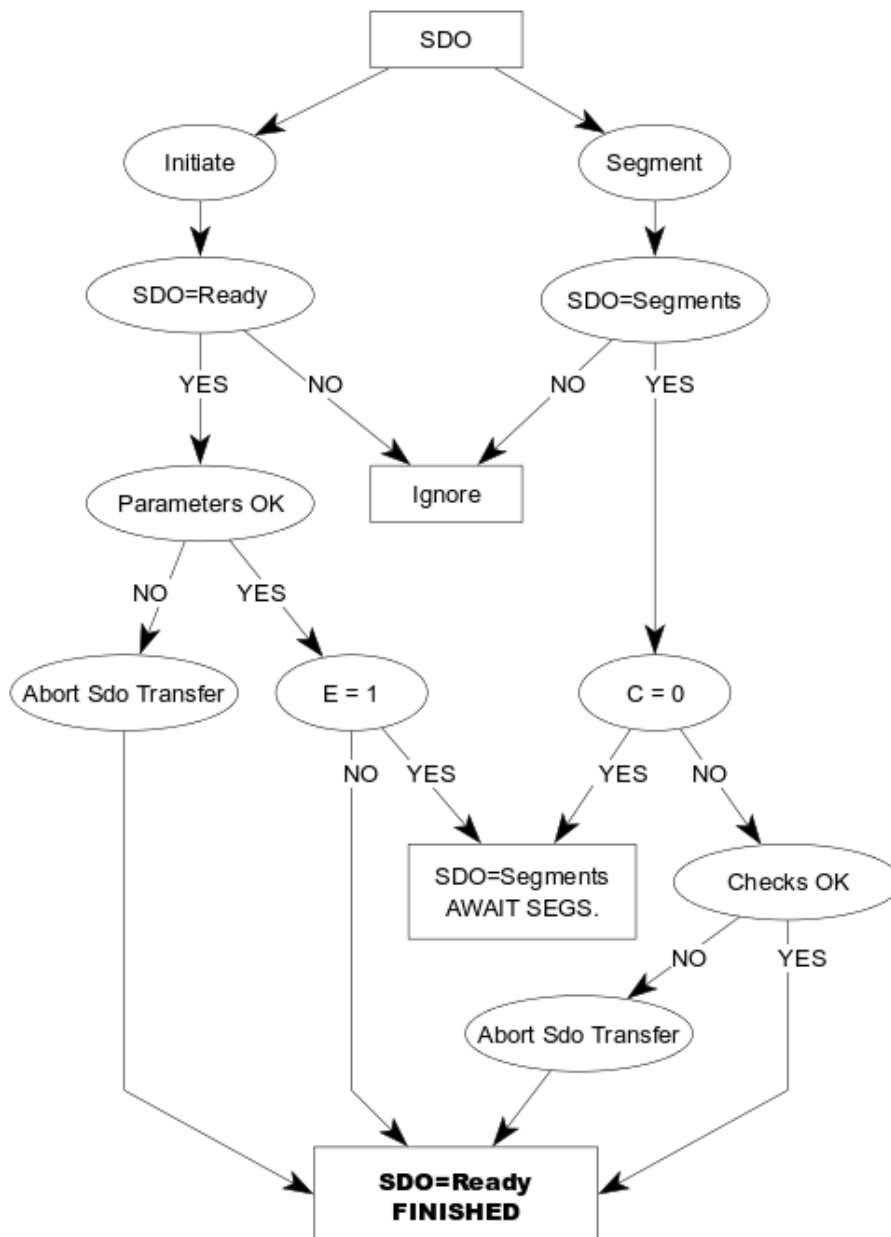 SDO
Initiate
Segment
SDO=Ready
SDO=Segments
YES
NO
NO
YES
Ignore
Parameters OK
NO
YES
Abort Sdo Transfer
E = 1
C = 0
NO
YES
YES
NO
SDO=Segments
AWAIT SEGS.
Checks OK
NO
YES
Abort Sdo Transfer
SDO=Ready
FINISHED